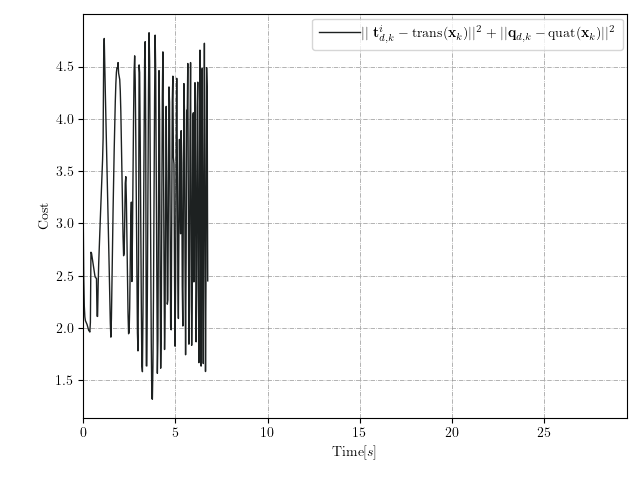 || t^i_{d,k} − trans(x_k)||^2 + ||q_{d,k} − quat(x_k)||^2
4.5
4.0
3.5
3.0
2.5
2.0
1.5
Cost
0 5 10 15 20 25
Time[s]